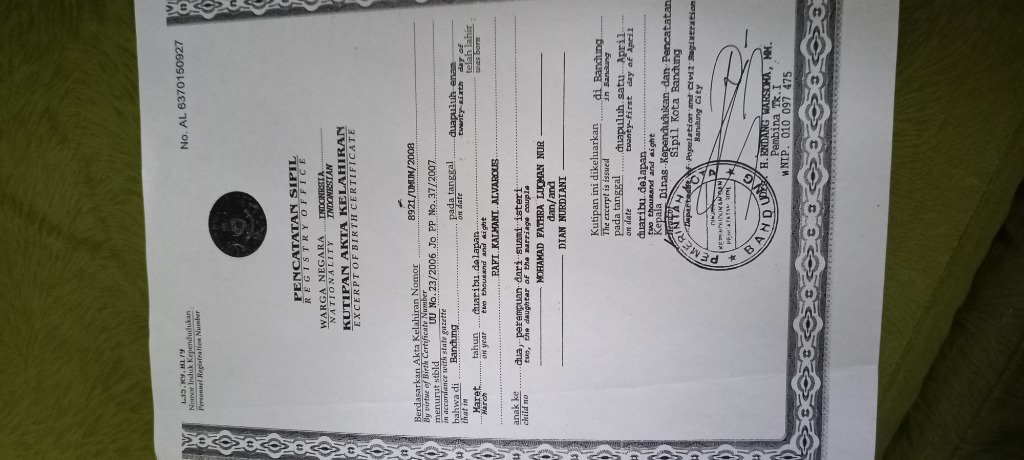 No. AL 63701509927
Nomor Induk Kependudukan
Personnel Registration Number
PENCATATAN SIPIL
REGISTRY OFFICE
WARGA NEGARA INDONESIA
NATIONALITY INDONESIAN
KUTIPAN AKTA KELAHIRAN
EXCERPT OF BIRTH CERTIFICATE
Berdasarkan Akta Kelahiran Nomor 8921/UMUM/2008
By virtue of Birth Certificate Number
menurut stbld UU No.23/2006 Jo PP No.37/2007
in accordance with state gazette
bahwa di Bandung pada tanggal duapuluh enam
that in on date twenty-sixth day of
Maret tahun duaribu delapan telah lahir :
March on year two thousand and eight was born
RAFI KALMANI ALVAROUS
anak ke dua, perempuan dari suami isteri
child no two, the daughter of the marriage couple
MOHAMAD FATHRA LUQMAN NUR
dan/and
DIAN NURDIANI
Kutipan ini dikeluarkan di Bandung
The excerpt is issued in Bandung
pada tanggal duapuluh satu April
on date twenty-first day of April
duaribu delapan
two thousand and eight
Kepala Dinas Kependudukan dan Pencatatan
Sipil Kota Bandung
Department of Population and Civil Registration
Bandung City
PEMERINTAH KOTA
BANDUNG
H. ENDANG WARSOMA, MM.
Pembina Tk.I
NIP. 010 097 475